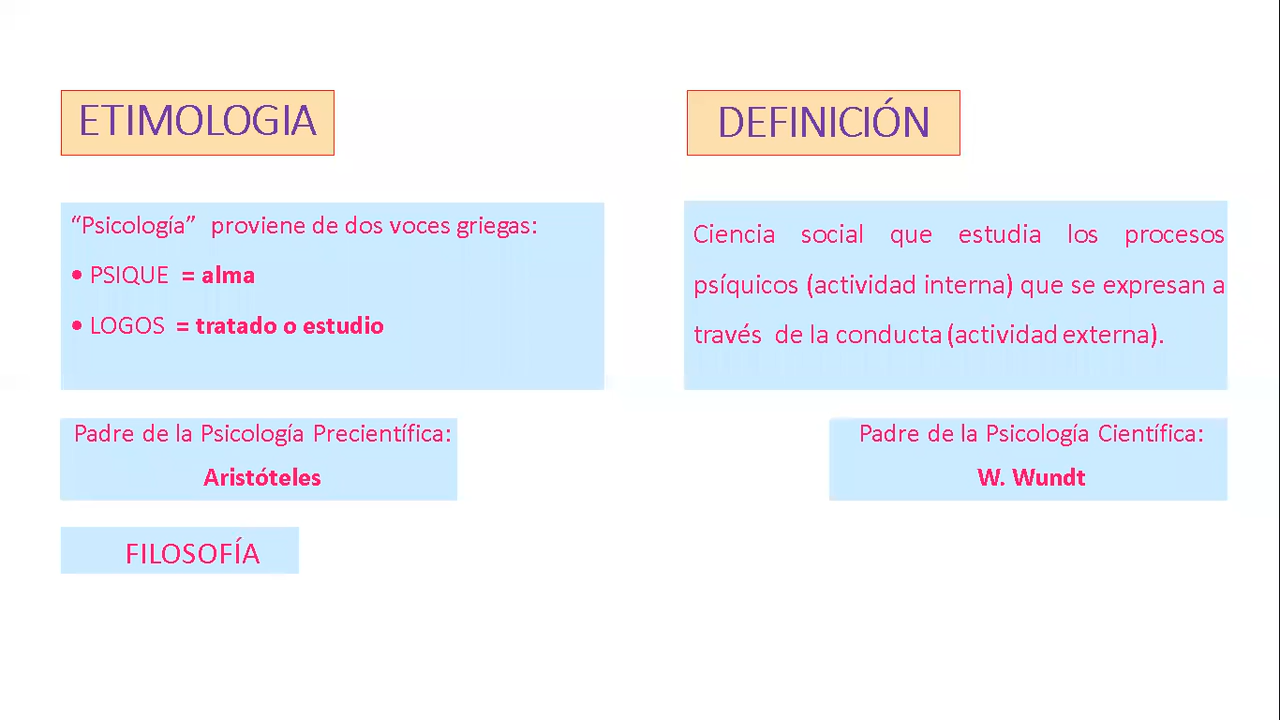 ETIMOLOGIA
“Psicología” proviene de dos voces griegas:
• PSIQUE = alma
• LOGOS = tratado o estudio
Padre de la Psicología Precientífica:
Aristóteles
FILOSOFÍA
DEFINICIÓN
Ciencia social que estudia los procesos
psíquicos (actividad interna) que se expresan a
través de la conducta (actividad externa).
Padre de la Psicología Científica:
W. Wundt